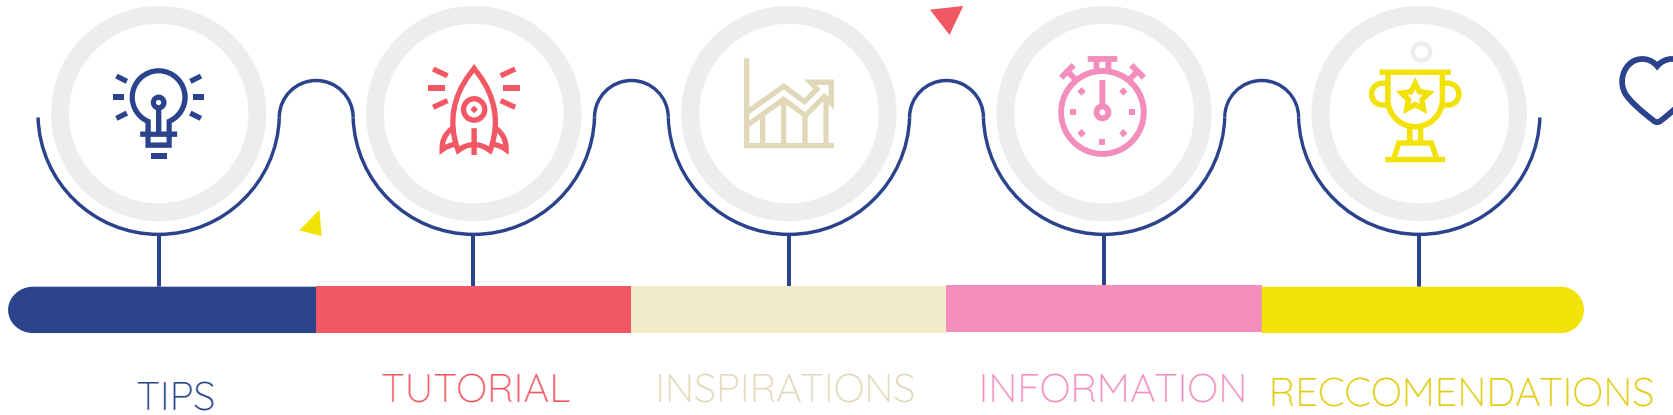 TIPS
TUTORIAL
INSPIRATIONS
INFORMATION
RECCOMENDATIONS